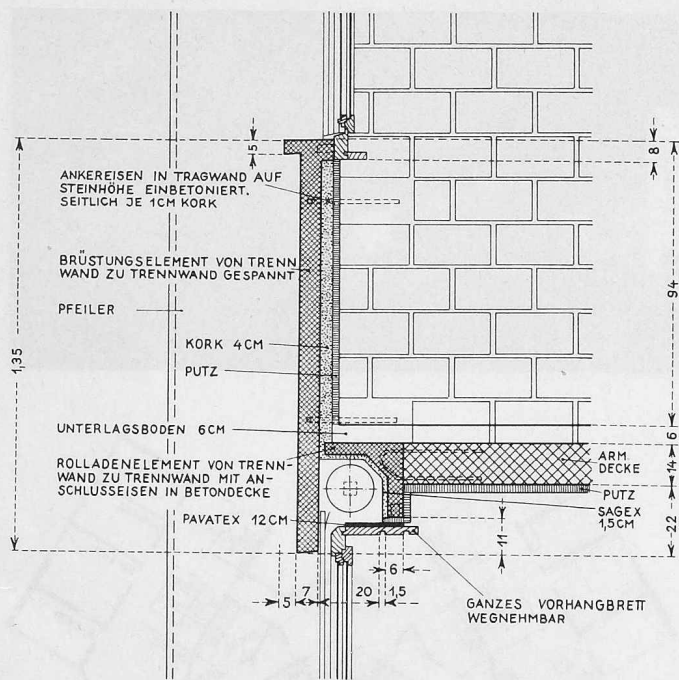 5
8
ANKEREISEN IN TRAGWAND AUF
STEINHÖHE EINBETONIERT.
SEITLICH JE 1CM KORK
BRÜSTUNGSELEMENT VON TRENN
WAND ZU TRENNWAND GESPANNT
PFEILER
94
1,35
KORK 4CM
PUTZ
UNTERLAGSBODEN 6CM
6
ROLLADENELEMENT VON TRENN-
WAND ZU TRENNWAND MIT AN-
SCHLUSSEISEN IN BETONDECKE
ARM
DECKE
14
PUTZ
SAGEX
1,5CM
PAVATEX 12CM
22
11
6
5
7
20
1,5
GANZES VORHANGBRETT
WEGNEHMBAR